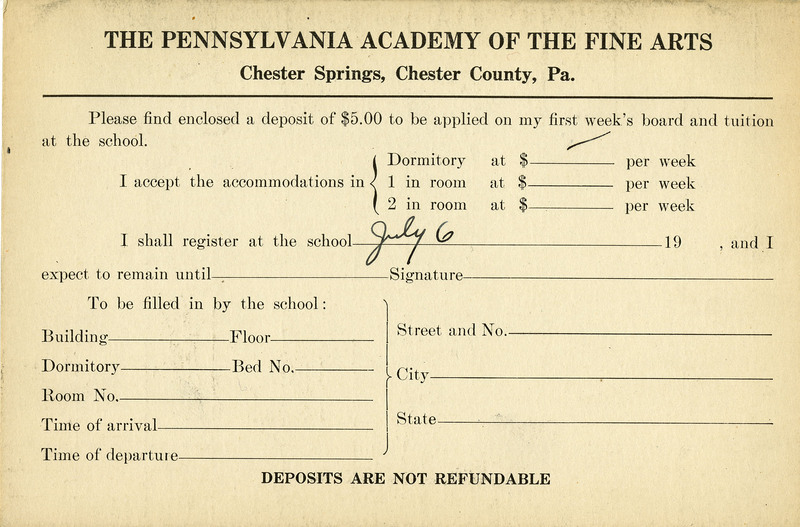 THE PENNSYLVANIA ACADEMY OF THE FINE ARTS
Chester Springs, Chester County, Pa.
Please find enclosed a deposit of $5.00 to be applied on my first week's board and tuition
at the school.
Dormitory at $ per week
I accept the accommodations in 1 in room at $ per week
2 in room at $ per week
I shall register at the school July 6 19 , and I
expect to remain until Signature
To be filled in by the school:
Building Floor
Dormitory Bed No.
Room No.
Time of arrival
Time of departure
Street and No.
City
State
DEPOSITS ARE NOT REFUNDABLE